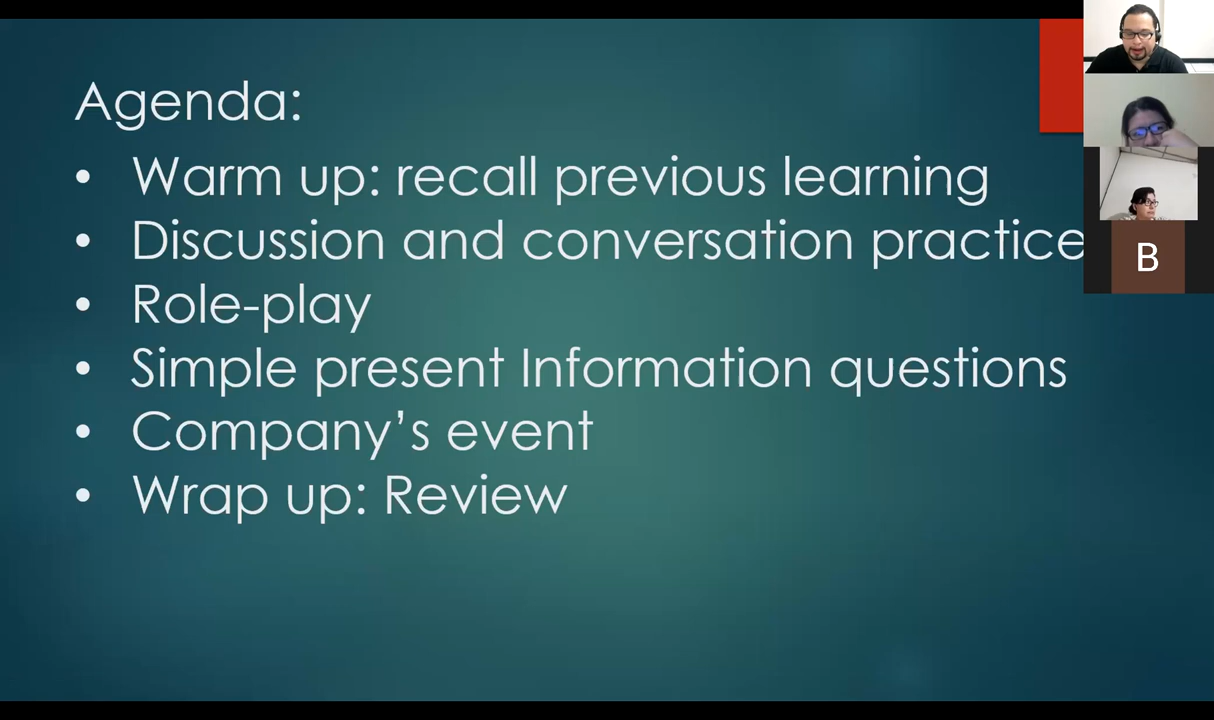 Agenda:
• Warm up: recall previous learning
• Discussion and conversation practice
• Role-play
• Simple present Information questions
• Company’s event
• Wrap up: Review
B